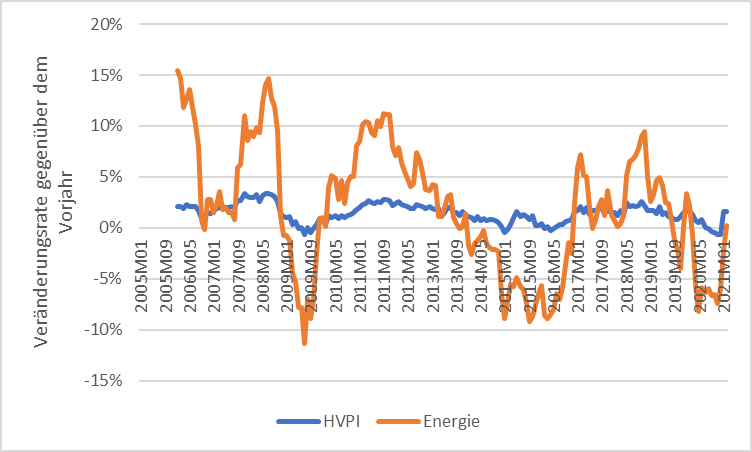 20%
15%
10%
5%
0%
-5%
-10%
-15%
Veränderungsrate gegenüber dem
Vorjahr
2005M01
2005M09
2006M05
2007M01
2007M09
2008M05
2009M01
2009M09
2010M05
2011M01
2011M09
2012M05
2013M01
2013M09
2014M05
2015M01
2015M09
2016M05
2017M01
2017M09
2018M05
2019M01
2019M09
2020M05
2021M01
HVPI
Energie